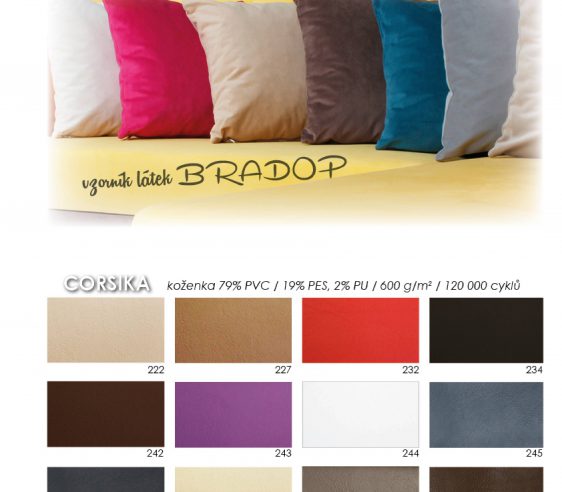 vzorník látek BRADOP
CORSIKA koženka 79% PVC / 19% PES, 2% PU / 600 g/m² / 120 000 cyklů
222 227 232 234
242 243 244 245